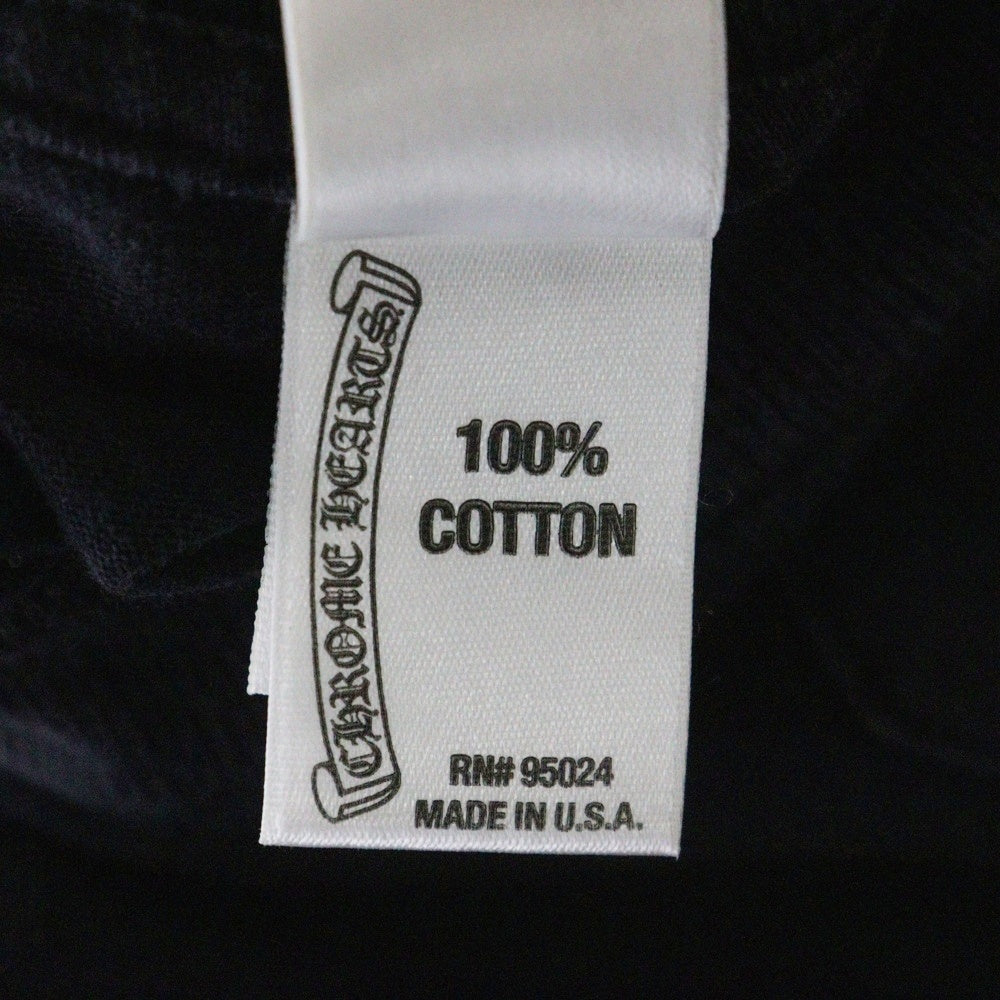 CHROME HEARTS
100%
COTTON
RN# 95024
MADE IN U.S.A.